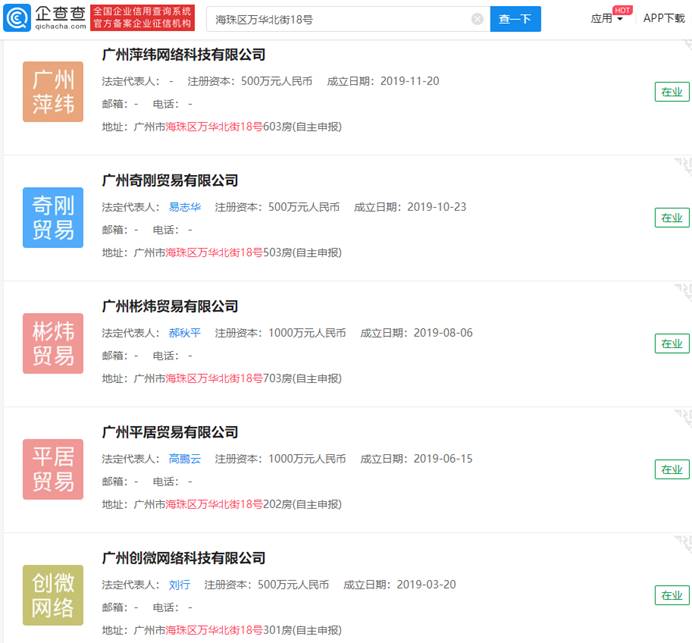 企查查
qichacha.com
全国企业信用查询系统
官方备案企业征信机构
海珠区万华北街18号
查一下
应用
HOT
APP下载
广州萍纬
广州萍纬网络科技有限公司
法定代表人： - 注册资本：500万元人民币 成立日期：2019-11-20
邮箱：- 电话： -
地址：广州市海珠区万华北街18号603房(自主申报)
在业
奇刚贸易
广州奇刚贸易有限公司
法定代表人： 易志华 注册资本：500万元人民币 成立日期：2019-10-23
邮箱：- 电话： -
地址：广州市海珠区万华北街18号503房(自主申报)
在业
彬炜贸易
广州彬炜贸易有限公司
法定代表人： 郝秋平 注册资本：1000万元人民币 成立日期：2019-08-06
邮箱：- 电话： -
地址：广州市海珠区万华北街18号703房(自主申报)
在业
平居贸易
广州平居贸易有限公司
法定代表人： 高鹏云 注册资本：1000万元人民币 成立日期：2019-06-15
邮箱：- 电话： -
地址：广州市海珠区万华北街18号202房(自主申报)
在业
创微网络
广州创微网络科技有限公司
法定代表人： 刘行 注册资本：500万元人民币 成立日期：2019-03-20
邮箱：- 电话： -
地址：广州市海珠区万华北街18号301房(自主申报)
在业